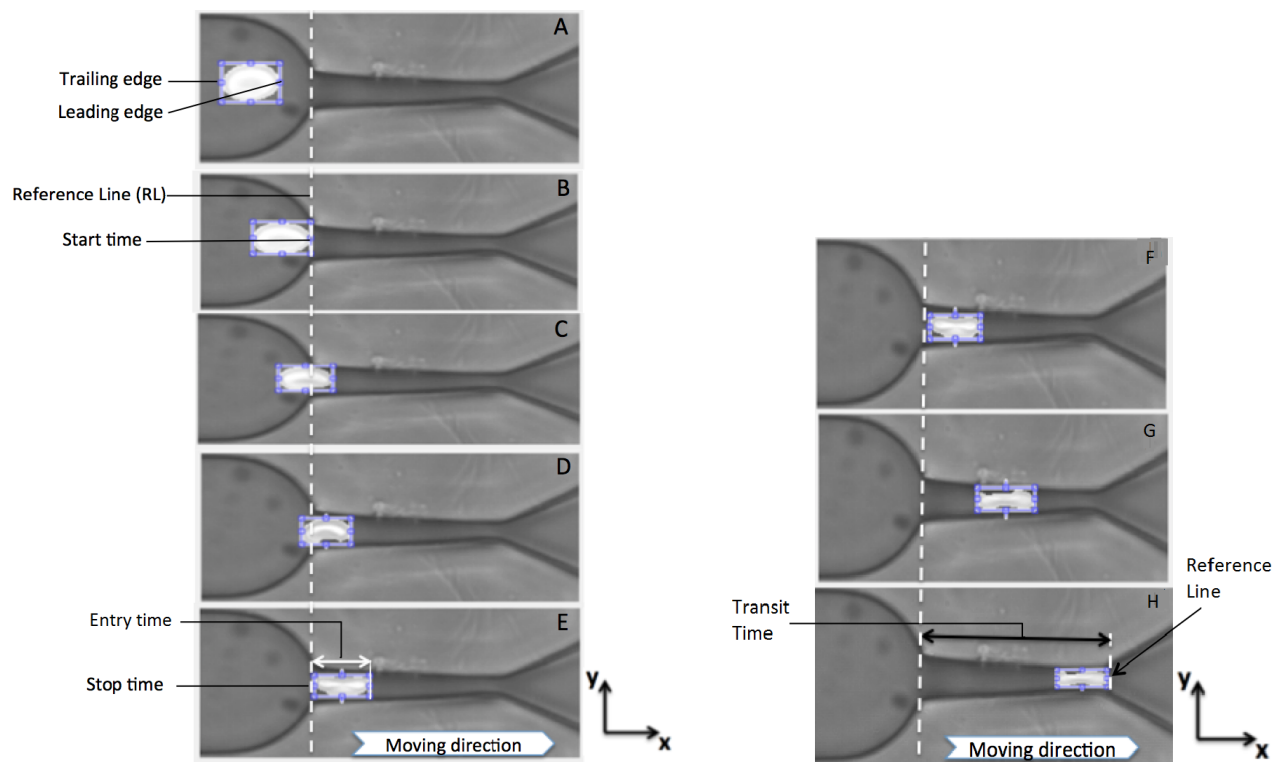 A
Trailing edge
Leading edge
Reference Line (RL)
B
Start time
C
D
Entry time
E
Stop time
Moving direction
y
x
F
G
H
Transit
Time
Reference
Line
Moving direction
y
x